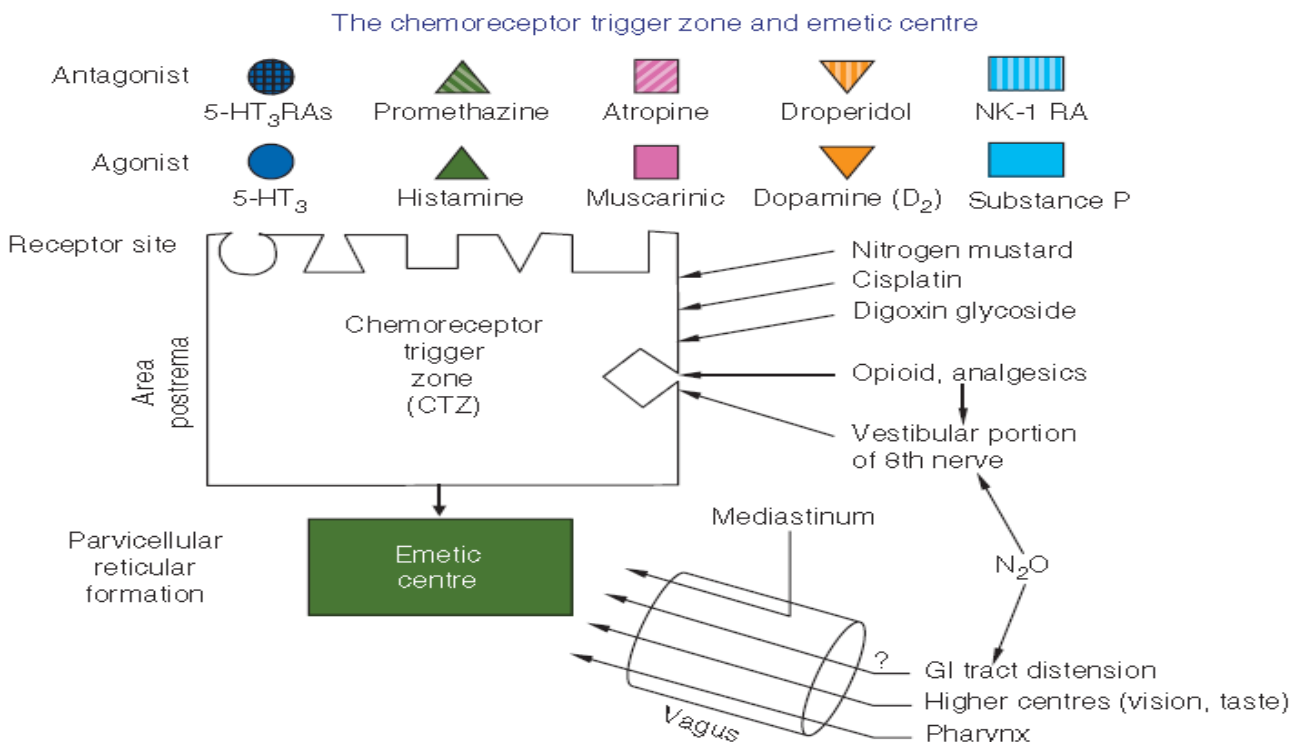 The chemoreceptor trigger zone and emetic centre
Antagonist
5-HT₃RAs
Promethazine
Atropine
Droperidol
NK-1 RA
Agonist
5-HT₃
Histamine
Muscarinic
Dopamine (D₂)
Substance P
Receptor site
Area
postrema
Chemoreceptor
trigger
zone
(CTZ)
Nitrogen mustard
Cisplatin
Digoxin glycoside
Opioid, analgesics
Vestibular portion
of 8th nerve
Parvicellular
reticular
formation
Emetic
centre
Mediastinum
N₂O
Vagus
?
GI tract distension
Higher centres (vision, taste)
Pharynx